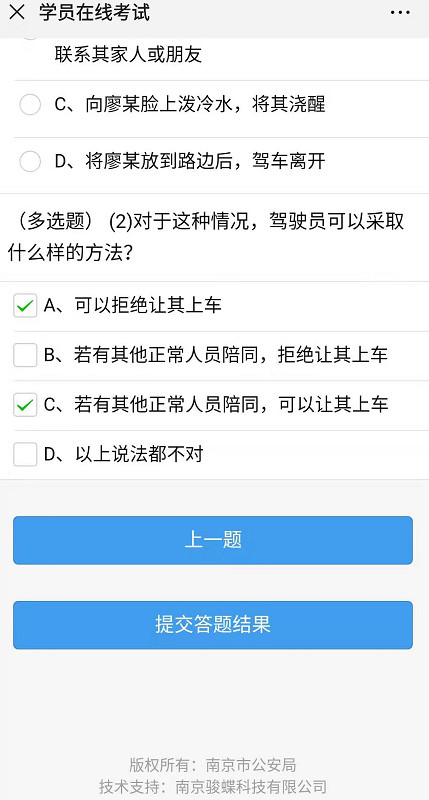 学员在线考试
联系其家人或朋友
C、向廖某脸上泼冷水，将其浇醒
D、将廖某放到路边后，驾车离开
（多选题） (2)对于这种情况，驾驶员可以采取
什么样的方法？
A、可以拒绝让其上车
B、若有其他正常人员陪同，拒绝让其上车
C、若有其他正常人员陪同，可以让其上车
D、以上说法都不对
上一题
提交答题结果
版权所有：南京市公安局
技术支持：南京骏蝶科技有限公司